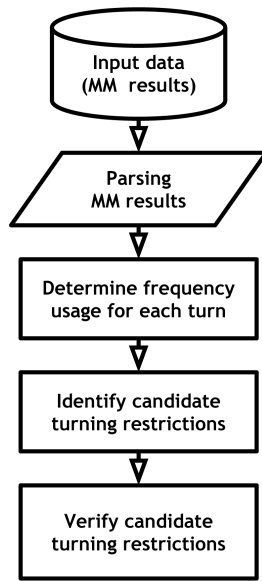 Input data
(MM results)
Parsing
MM results
Determine frequency
usage for each turn
Identify candidate
turning restrictions
Verify candidate
turning restrictions